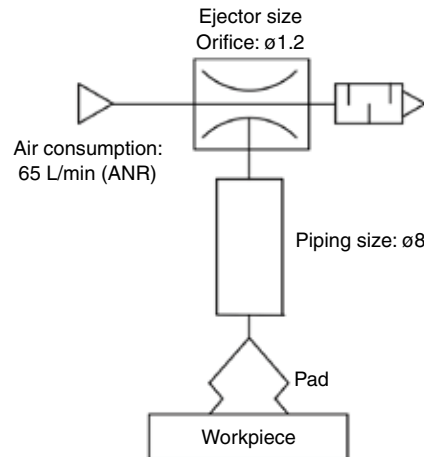 Ejector size
Orifice: ø1.2
Air consumption:
65 L/min (ANR)
Piping size: ø8
Pad
Workpiece